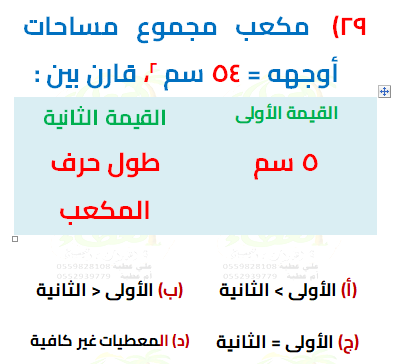 ٢٩) مكعب مجموع مساحات
أوجهه = ٥٤ سم ٢، قارن بين :
القيمة الأولى القيمة الثانية
٥ سم طول حرف
المكعب
(أ) الأولى > الثانية (ب) الأولى < الثانية
(ج) الأولى = الثانية (د) المعطيات غير كافية